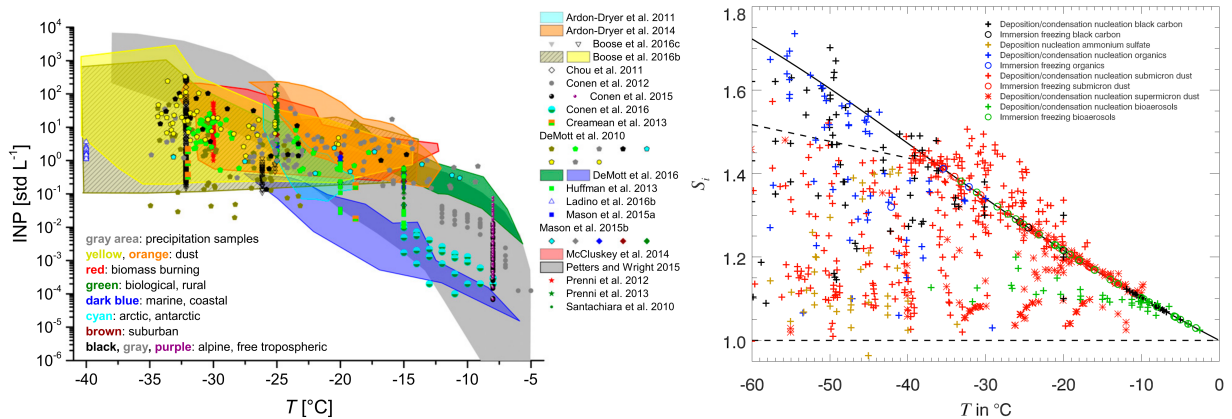 10^4
10^3
10^2
10^1
10^0
10^-1
10^-2
10^-3
10^-4
10^-5
10^-6
INP [std L^-1]
-40
-35
-30
-25
-20
-15
-10
-5
T [°C]
gray area: precipitation samples
yellow, orange: dust
red: biomass burning
green: biological, rural
dark blue: marine, coastal
cyan: arctic, antarctic
brown: suburban
black, gray, purple: alpine, free tropospheric
Ardon-Dryer et al. 2011
Ardon-Dryer et al. 2014
Boose et al. 2016c
Boose et al. 2016b
Chou et al. 2011
Conen et al. 2012
Conen et al. 2015
Conen et al. 2016
Creamean et al. 2013
DeMott et al. 2010
DeMott et al. 2016
Huffman et al. 2013
Ladino et al. 2016b
Mason et al. 2015a
Mason et al. 2015b
McCluskey et al. 2014
Petters and Wright 2015
Prenni et al. 2012
Prenni et al. 2013
Santachiara et al. 2010
1.8
1.6
1.4
1.2
1.0
S_i
-60
-50
-40
-30
-20
-10
0
T in °C
Deposition/condensation nucleation black carbon
Immersion freezing black carbon
Deposition nucleation ammonium sulfate
Deposition/condensation nucleation organics
Immersion freezing organics
Deposition/condensation nucleation submicron dust
Immersion freezing submicron dust
Deposition/condensation nucleation supermicron dust
Deposition/condensation nucleation bioaerosols
Immersion freezing bioaerosols